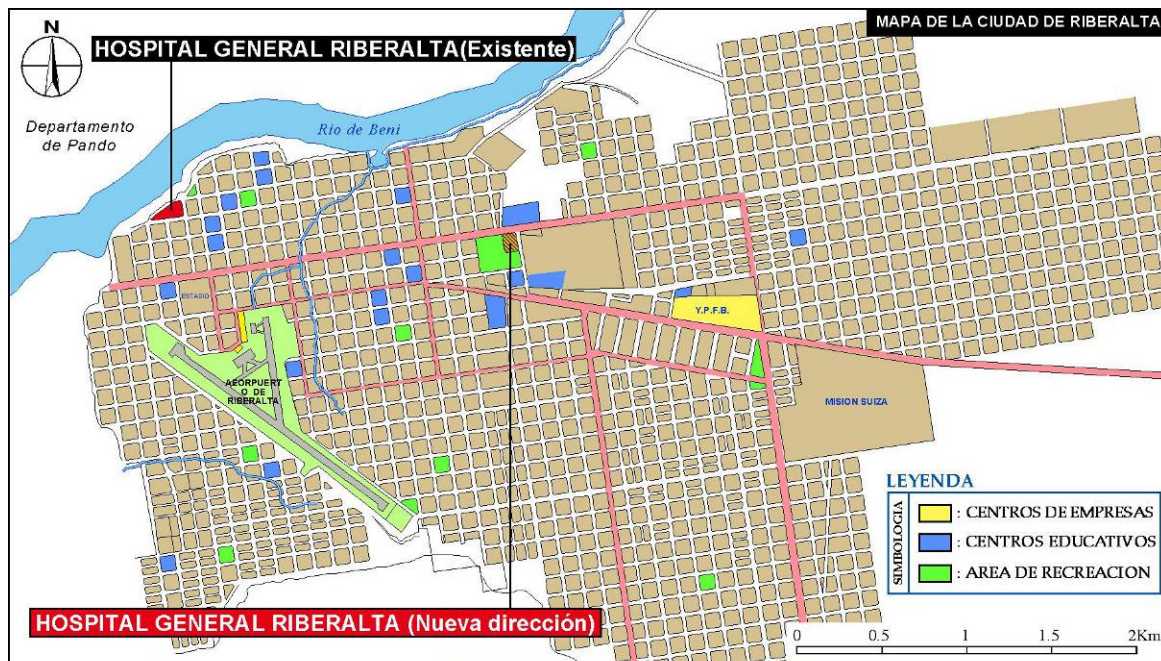 MAPA DE LA CIUDAD DE RIBERALTA
N
HOSPITAL GENERAL RIBERALTA(Existente)
Departamento
de Pando
Río de Beni
ESTADIO
Y.P.F.B.
AEORPUERT
O DE
RIBERALTA
MISION SUIZA
LEYENDA
SIMBOLOGIA
: CENTROS DE EMPRESAS
: CENTROS EDUCATIVOS
: AREA DE RECREACION
HOSPITAL GENERAL RIBERALTA (Nueva dirección)
0 0.5 1 1.5 2Km